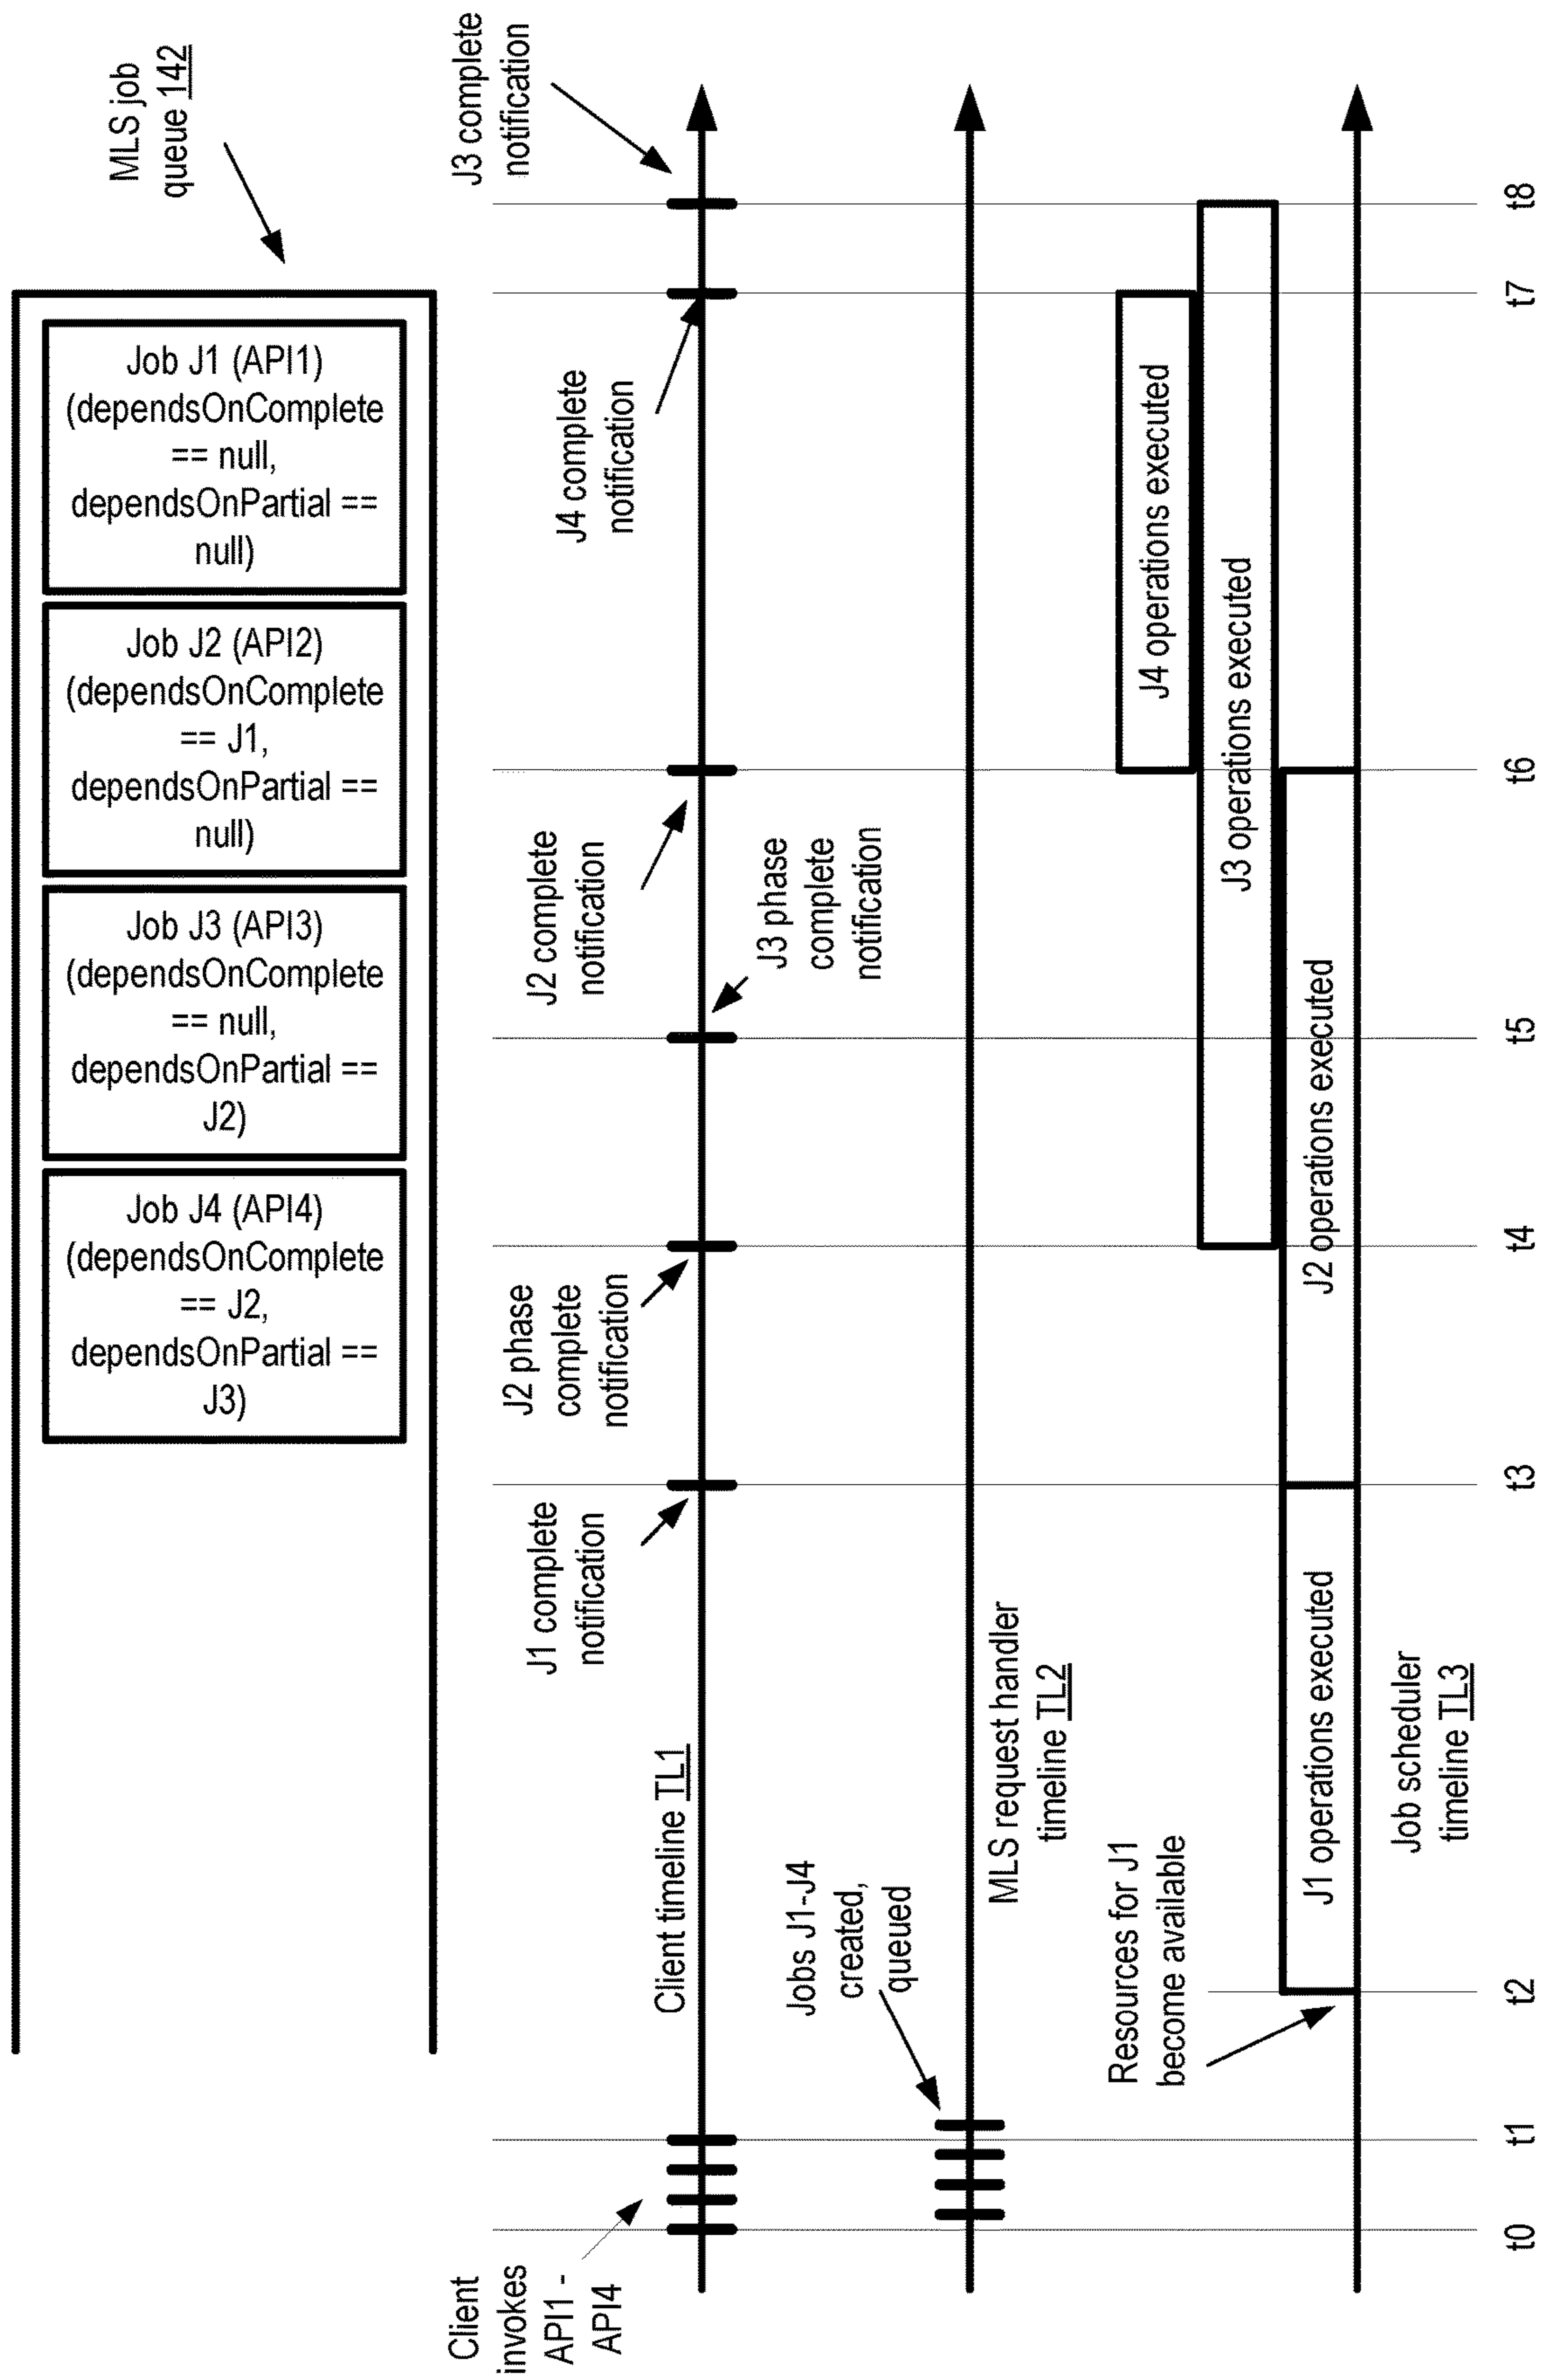 MLS job
queue 142
Job J4 (API4)
(dependsOnComplete
== J2,
dependsOnPartial ==
J3)
Job J3 (API3)
(dependsOnComplete
== null,
dependsOnPartial ==
J2)
Job J2 (API2)
(dependsOnComplete
== J1,
dependsOnPartial ==
null)
Job J1 (API1)
(dependsOnComplete
== null,
dependsOnPartial ==
null)
Client
invokes
API1 -
API4
Client timeline TL1
J1 complete
notification
J2 phase
complete
notification
J3 phase
complete
notification
J2 complete
notification
J4 complete
notification
J3 complete
notification
Jobs J1-J4
created,
queued
MLS request handler
timeline TL2
Resources for J1
become available
J4 operations executed
J3 operations executed
J1 operations executed
J2 operations executed
Job scheduler
timeline TL3
t0
t1
t2
t3
t4
t5
t6
t7
t8